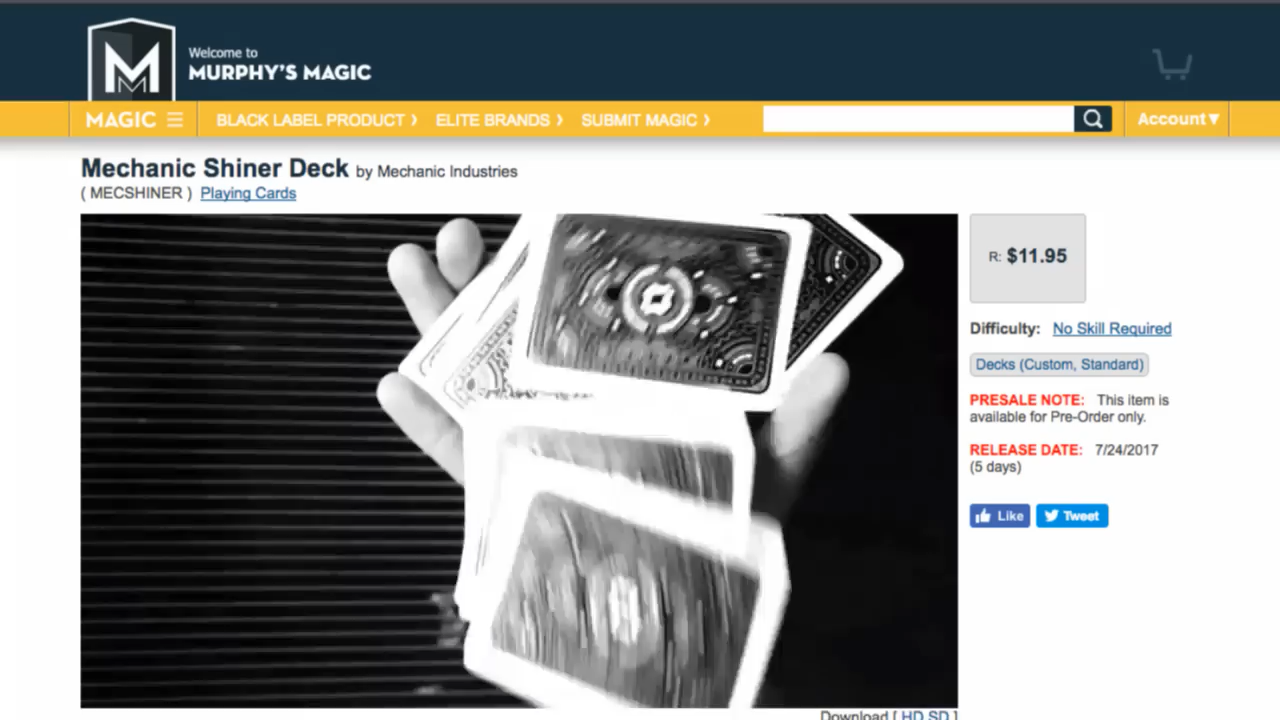 Welcome to
MURPHY'S MAGIC
MAGIC
BLACK LABEL PRODUCT ›
ELITE BRANDS ›
SUBMIT MAGIC ›
Account ▾
Mechanic Shiner Deck by Mechanic Industries
( MECSHINER ) Playing Cards
R: $11.95
Difficulty: No Skill Required
Decks (Custom, Standard)
PRESALE NOTE: This item is
available for Pre-Order only.
RELEASE DATE: 7/24/2017
(5 days)
Like Tweet
Download [ HD SD ]